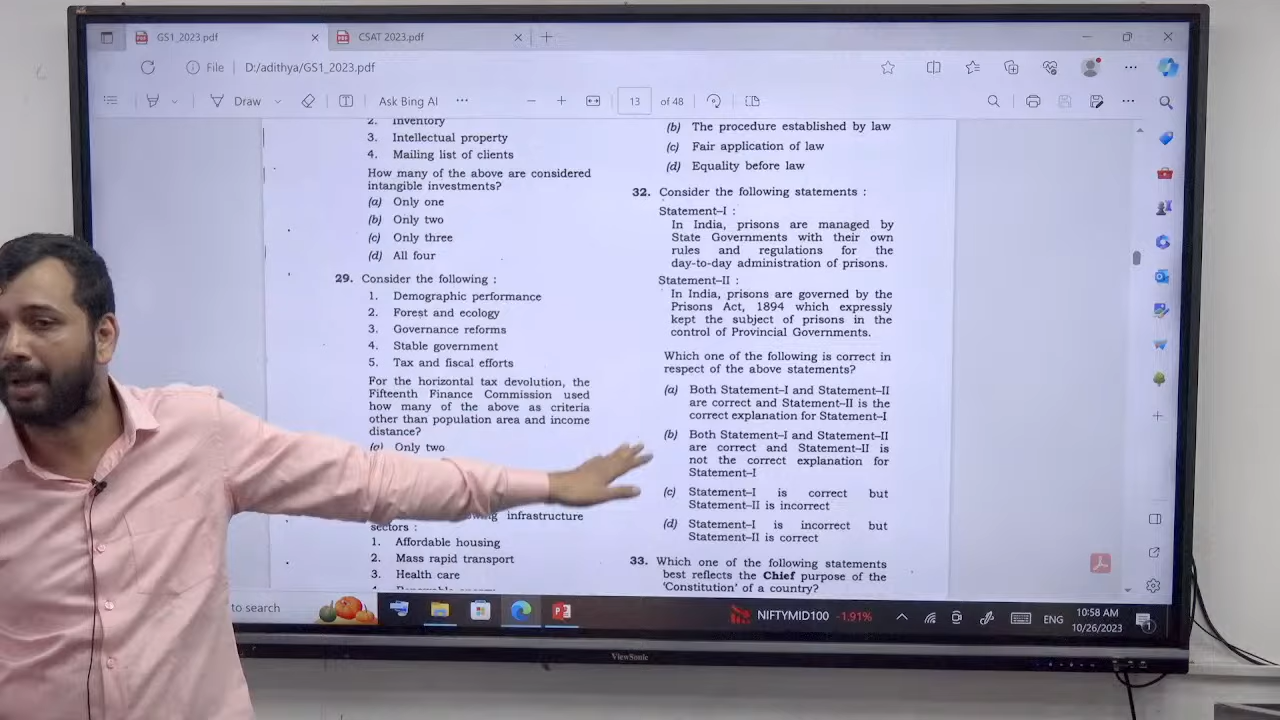 GS1_2023.pdf
CSAT 2023.pdf
File
D:/adithya/GS1_2023.pdf
Draw
Ask Bing AI
13
of 48
2. Inventory
3. Intellectual property
4. Mailing list of clients
How many of the above are considered
intangible investments?
(a) Only one
(b) Only two
(c) Only three
(d) All four
29. Consider the following :
1. Demographic performance
2. Forest and ecology
3. Governance reforms
4. Stable government
5. Tax and fiscal efforts
For the horizontal tax devolution, the
Fifteenth Finance Commission used
how many of the above as criteria
other than population area and income
distance?
(a) Only two
infrastructure
sectors :
1. Affordable housing
2. Mass rapid transport
3. Health care
4. Renewable energy
(b) The procedure established by law
(c) Fair application of law
(d) Equality before law
32. Consider the following statements :
Statement–I :
In India, prisons are managed by
State Governments with their own
rules and regulations for the
day-to-day administration of prisons.
Statement–II :
In India, prisons are governed by the
Prisons Act, 1894 which expressly
kept the subject of prisons in the
control of Provincial Governments.
Which one of the following is correct in
respect of the above statements?
(a) Both Statement–I and Statement–II
are correct and Statement–II is the
correct explanation for Statement–I
(b) Both Statement–I and Statement–II
are correct and Statement–II is
not the correct explanation for
Statement–I
(c) Statement–I is correct but
Statement–II is incorrect
(d) Statement–I is incorrect but
Statement–II is correct
33. Which one of the following statements
best reflects the Chief purpose of the
'Constitution' of a country?
to search
NIFTYMID100 -1.91%
ENG
10:58 AM
10/26/2023
1
ViewSonic